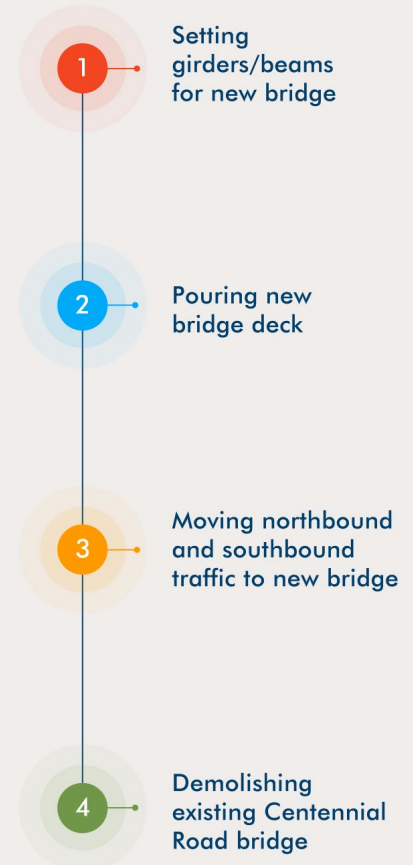 1
Setting
girders/beams
for new bridge
2
Pouring new
bridge deck
3
Moving northbound
and southbound
traffic to new bridge
4
Demolishing
existing Centennial
Road bridge